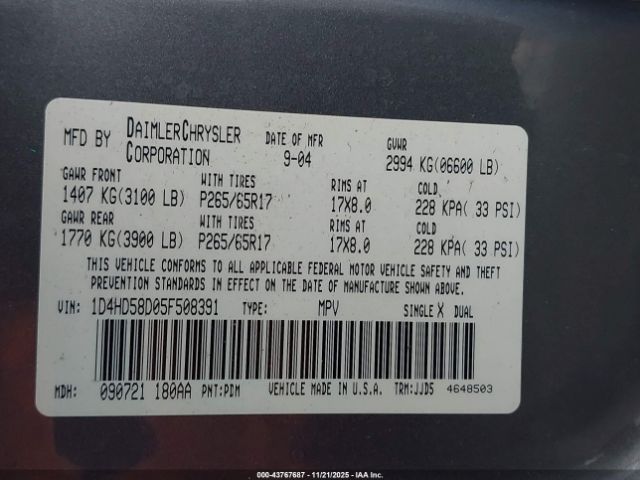 MFD BY DAIMLERCHRYSLER CORPORATION DATE OF MFR 9-04 GVWR 2994 KG(06600 LB)
GAWR FRONT WITH TIRES RIMS AT COLD
1407 KG(3100 LB) P265/65R17 17X8.0 228 KPA( 33 PSI)
GAWR REAR WITH TIRES RIMS AT COLD
1770 KG(3900 LB) P265/65R17 17X8.0 228 KPA( 33 PSI)
THIS VEHICLE CONFORMS TO ALL APPLICABLE FEDERAL MOTOR VEHICLE SAFETY AND THEFT
PREVENTION STANDARDS IN EFFECT ON THE DATE OF MANUFACTURE SHOWN ABOVE.
VIN: 1D4HD58D05F508391 TYPE: MPV SINGLE X DUAL
MDH: 090721 180AA PNT:PDM VEHICLE MADE IN U.S.A. TRM:JJD5 4648503
000-43767687 - 11/21/2025 - IAA Inc.